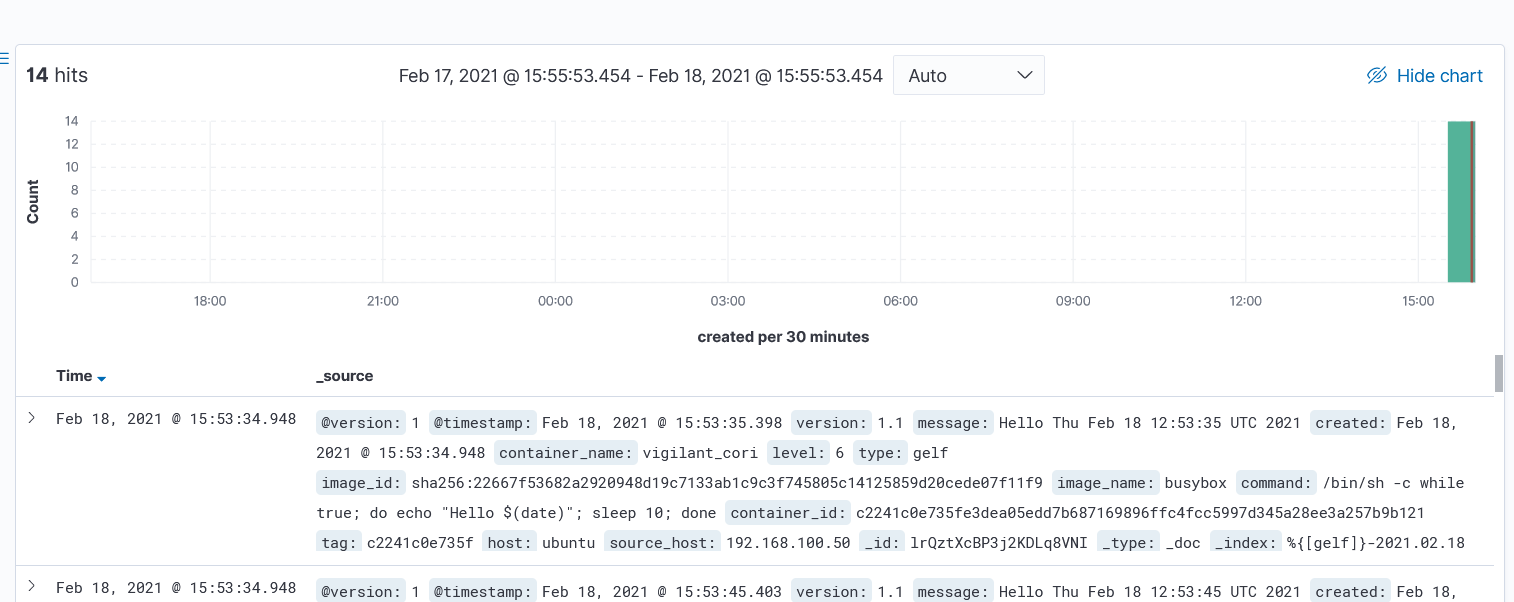 14 hits
Feb 17, 2021 @ 15:55:53.454 - Feb 18, 2021 @ 15:55:53.454
Auto
Hide chart
14
12
10
8
6
4
2
0
Count
18:00 21:00 00:00 03:00 06:00 09:00 12:00 15:00
created per 30 minutes
Time _source
Feb 18, 2021 @ 15:53:34.948
@version: 1 @timestamp: Feb 18, 2021 @ 15:53:35.398 version: 1.1 message: Hello Thu Feb 18 12:53:35 UTC 2021 created: Feb 18,
2021 @ 15:53:34.948 container_name: vigilant_cori level: 6 type: gelf
image_id: sha256:22667f53682a2920948d19c7133ab1c9c3f745805c14125859d20cede07f11f9 image_name: busybox command: /bin/sh -c while
true; do echo "Hello $(date)"; sleep 10; done container_id: c2241c0e735fe3dea05edd7b687169896ffc4fcc5997d345a28ee3a257b9b121
tag: c2241c0e735f host: ubuntu source_host: 192.168.100.50 _id: lrQztXcBP3j2KDLq8VNI _type: _doc _index: %{[gelf]}-2021.02.18
Feb 18, 2021 @ 15:53:34.948
@version: 1 @timestamp: Feb 18, 2021 @ 15:53:45.403 version: 1.1 message: Hello Thu Feb 18 12:53:45 UTC 2021 created: Feb 18,